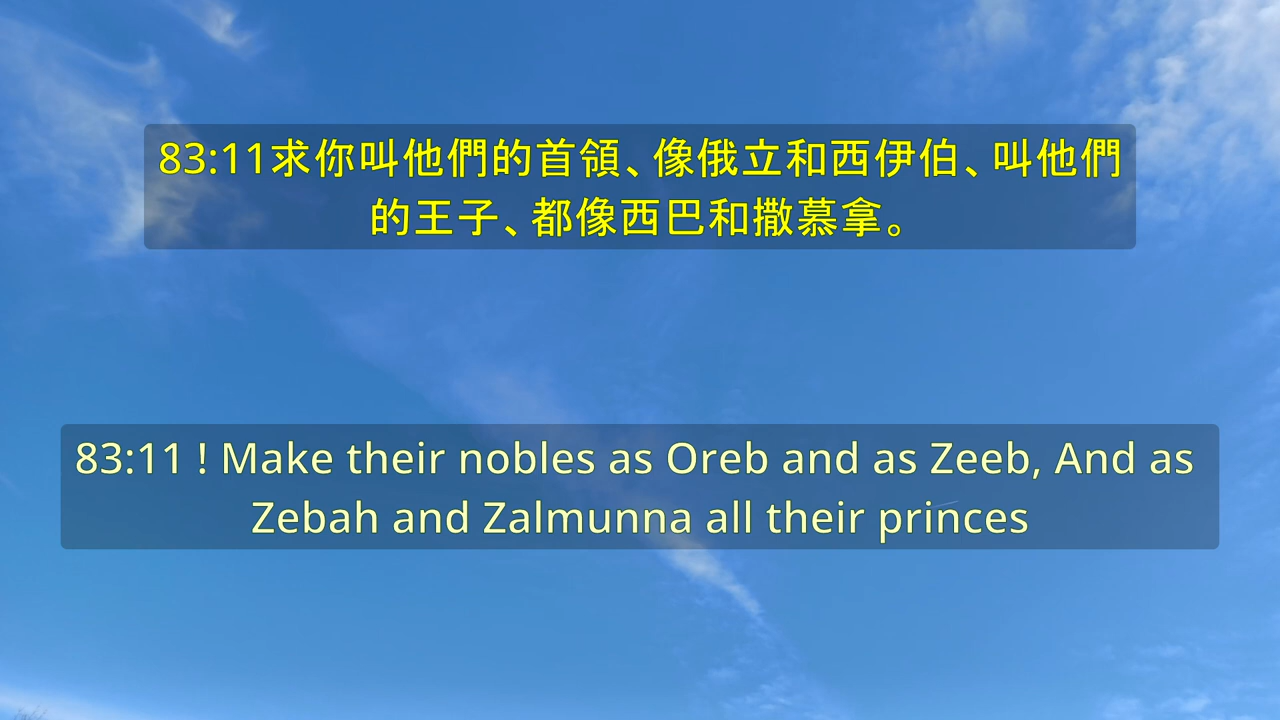 83:11求你叫他們的首領、像俄立和西伊伯、叫他們
的王子、都像西巴和撒慕拿。
83:11 ! Make their nobles as Oreb and as Zeeb, And as
Zebah and Zalmunna all their princes